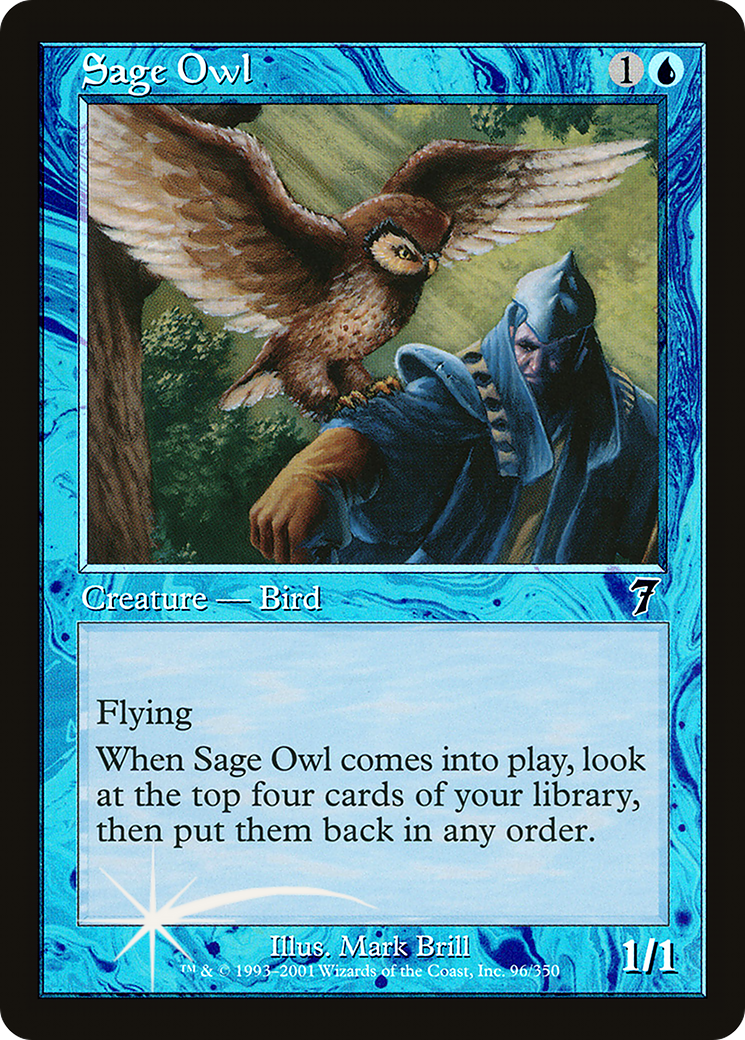 Sage Owl 1
Creature — Bird 7
Flying
When Sage Owl comes into play, look
at the top four cards of your library,
then put them back in any order.
Illus. Mark Brill
™ & © 1993–2001 Wizards of the Coast, Inc. 96/350
1/1